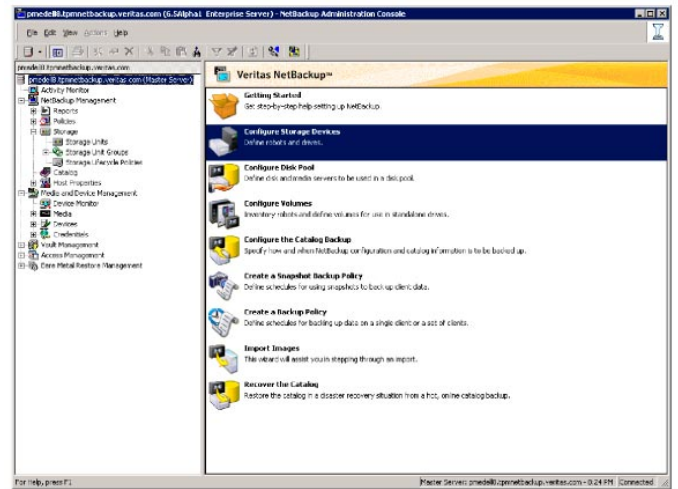 pmedell8.tpmnetbackup.veritas.com (6.5Alpha1 Enterprise Server) - NetBackup Administration Console
File Edit View Actions Help
pmedell8.tpmnetbackup.veritas.com
pmedell8.tpmnetbackup.veritas.com (Master Server)
Activity Monitor
NetBackup Management
Reports
Policies
Storage
Storage Units
Storage Unit Groups
Storage Lifecycle Policies
Catalog
Host Properties
Media and Device Management
Device Monitor
Media
Devices
Credentials
Vault Management
Access Management
Bare Metal Restore Management
Veritas NetBackup™
Getting Started
Get step-by-step help setting up NetBackup.
Configure Storage Devices
Define robots and drives.
Configure Disk Pool
Define disk and media servers to be used in a disk pool.
Configure Volumes
Inventory robots and define volumes for use in standalone drives.
Configure the Catalog Backup
Specify how and when NetBackup configuration and catalog information is to be backed up.
Create a Snapshot Backup Policy
Define schedules for using snapshots to back up client data.
Create a Backup Policy
Define schedules for backing up data on a single client or a set of clients.
Import Images
This wizard will assist you in stepping through an import.
Recover the Catalog
Restore the catalog in a disaster recovery situation from a hot, online catalog backup.
For Help, press F1
Master Server: pmedell8.tpmnetbackup.veritas.com - 8:24 PM Connected